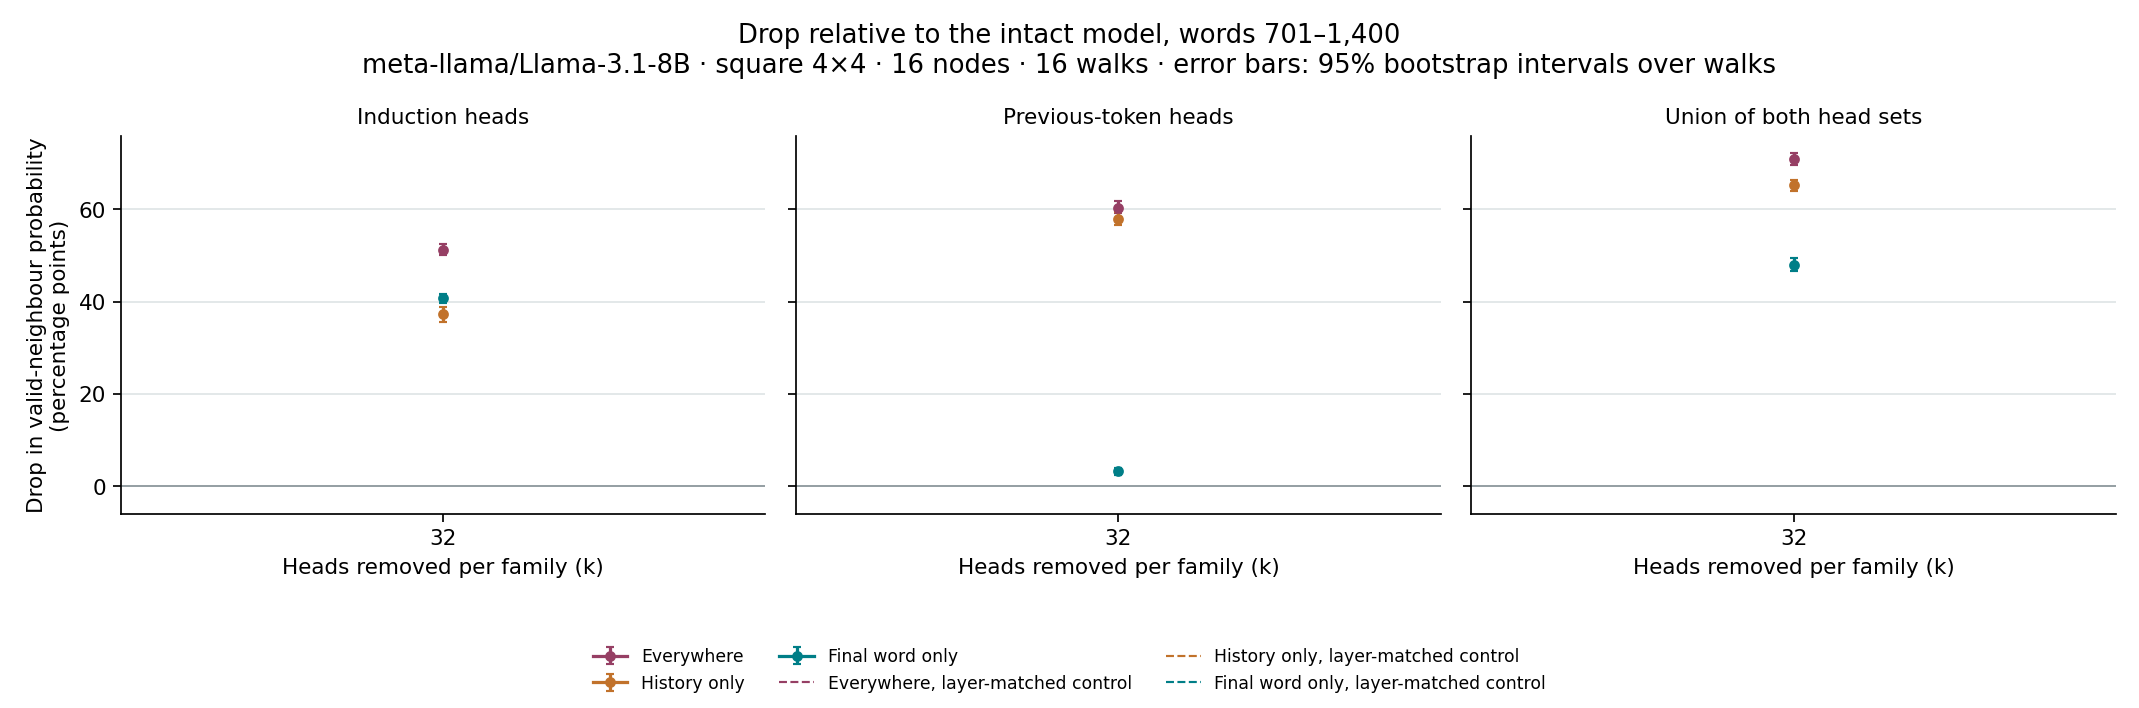 Drop relative to the intact model, words 701–1,400
meta-llama/Llama-3.1-8B · square 4×4 · 16 nodes · 16 walks · error bars: 95% bootstrap intervals over walks
Induction heads
Previous-token heads
Union of both head sets
Drop in valid-neighbour probability
(percentage points)
60
40
20
0
32
32
32
Heads removed per family (k)
Heads removed per family (k)
Heads removed per family (k)
Everywhere
History only
Final word only
Everywhere, layer-matched control
History only, layer-matched control
Final word only, layer-matched control